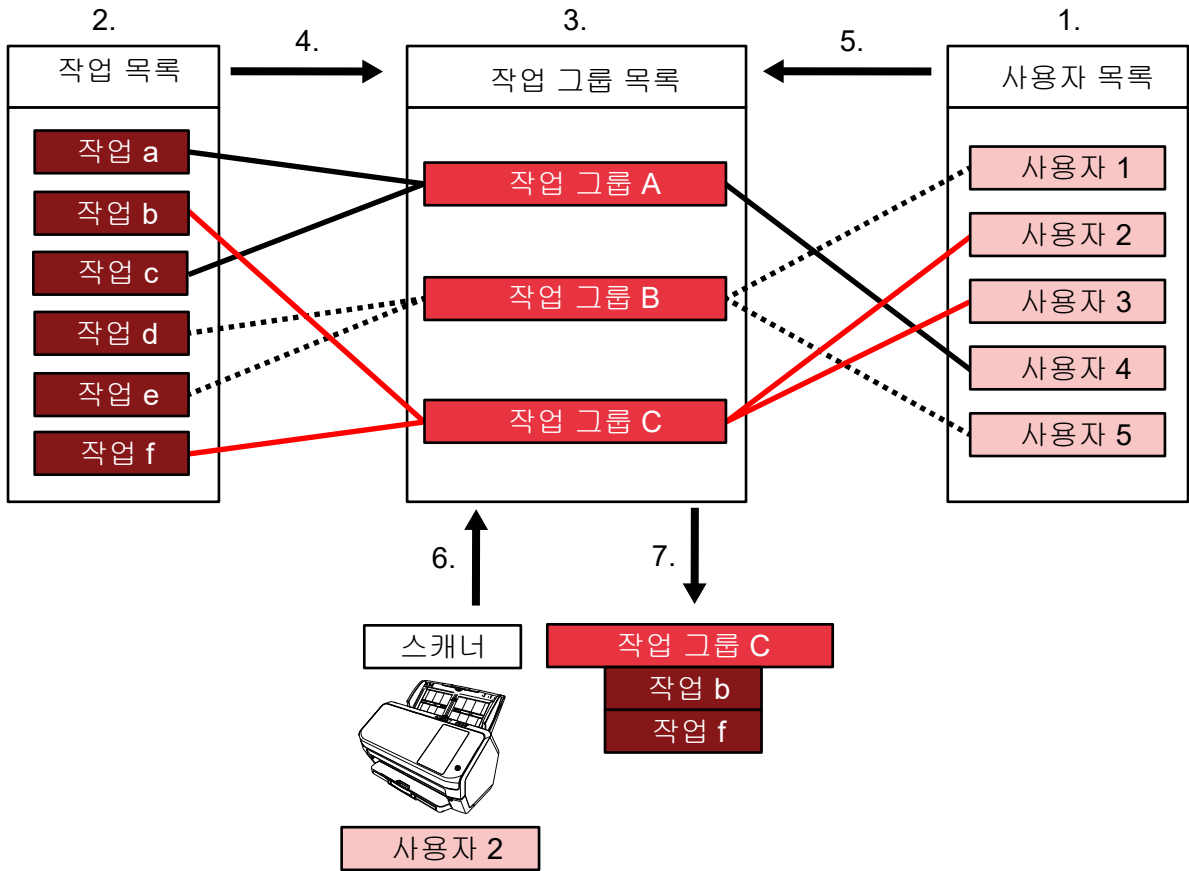 2.
4.
3.
5.
1.
작업 목록
작업 그룹 목록
사용자 목록
작업 a
작업 b
작업 c
작업 d
작업 e
작업 f
작업 그룹 A
작업 그룹 B
작업 그룹 C
사용자 1
사용자 2
사용자 3
사용자 4
사용자 5
6.
7.
스캐너
사용자 2
작업 그룹 C
작업 b
작업 f